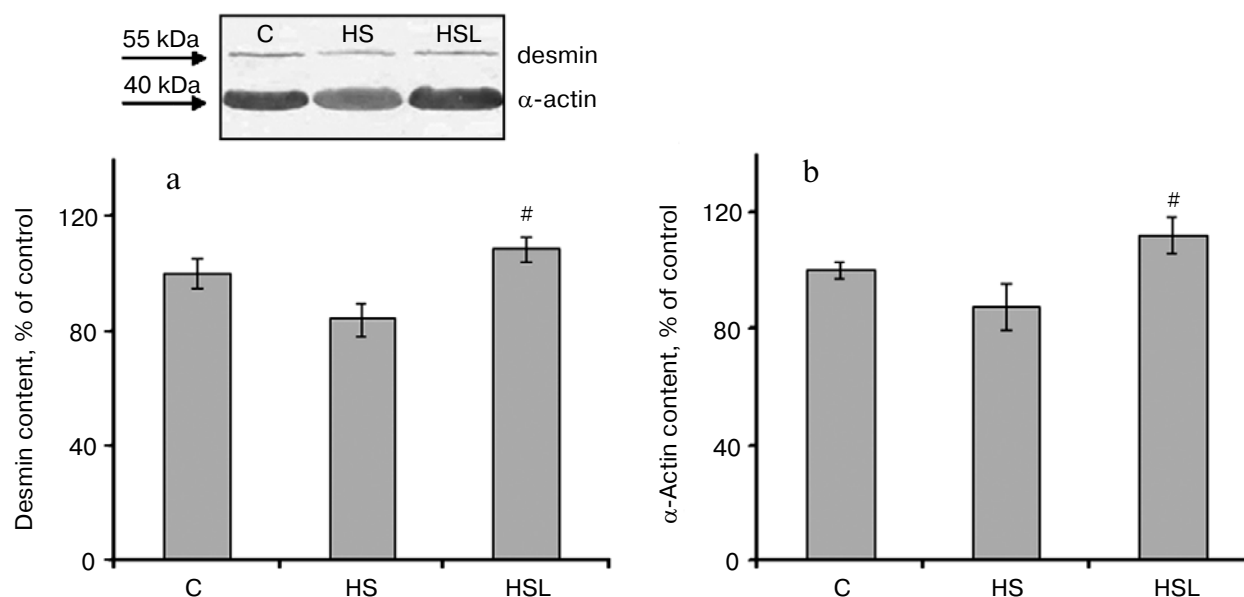 C HS HSL
55 kDa
desmin
40 kDa
α-actin
a
Desmin content, % of control
120
80
40
0
#
C HS HSL
b
α-Actin content, % of control
120
80
40
0
#
C HS HSL